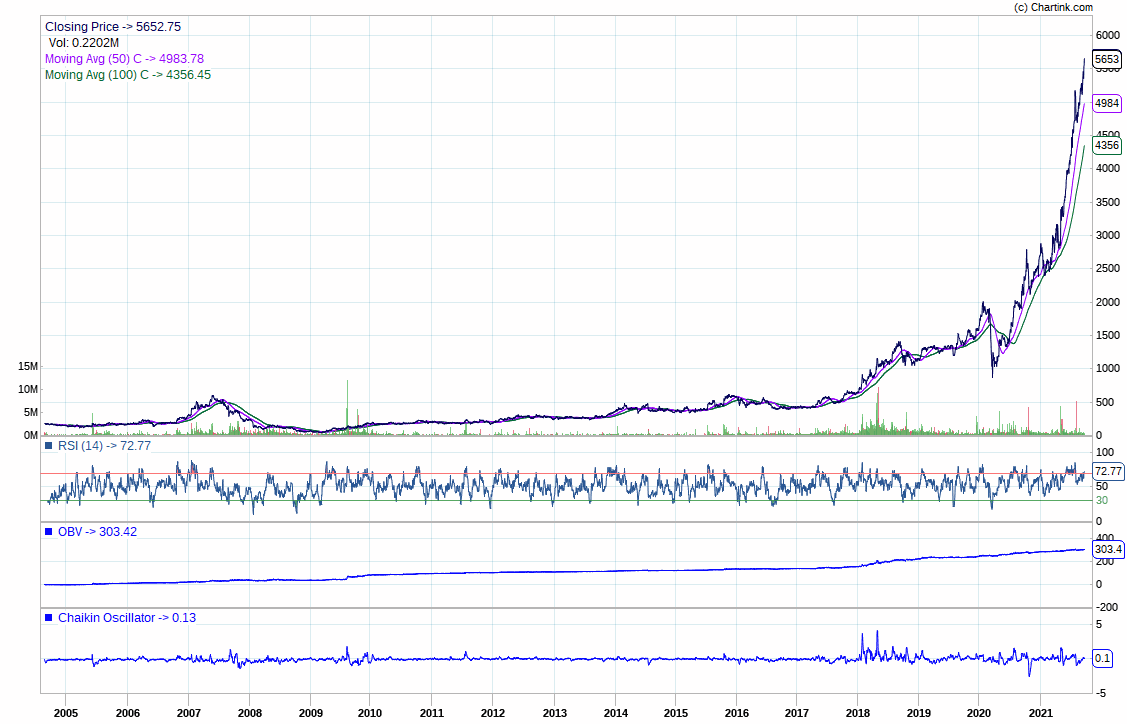 (c) Chartink.com
Closing Price -> 5652.75
Vol: 0.2202M
Moving Avg (50) C -> 4983.78
Moving Avg (100) C -> 4356.45
6000
5653
4984
4500
4356
4000
3500
3000
2500
2000
1500
1000
500
0
15M
10M
5M
0M
RSI (14) -> 72.77
100
72.77
50
30
0
OBV -> 303.42
400
303.4
200
0
-200
Chaikin Oscillator -> 0.13
5
0.1
-5
2005 2006 2007 2008 2009 2010 2011 2012 2013 2014 2015 2016 2017 2018 2019 2020 2021